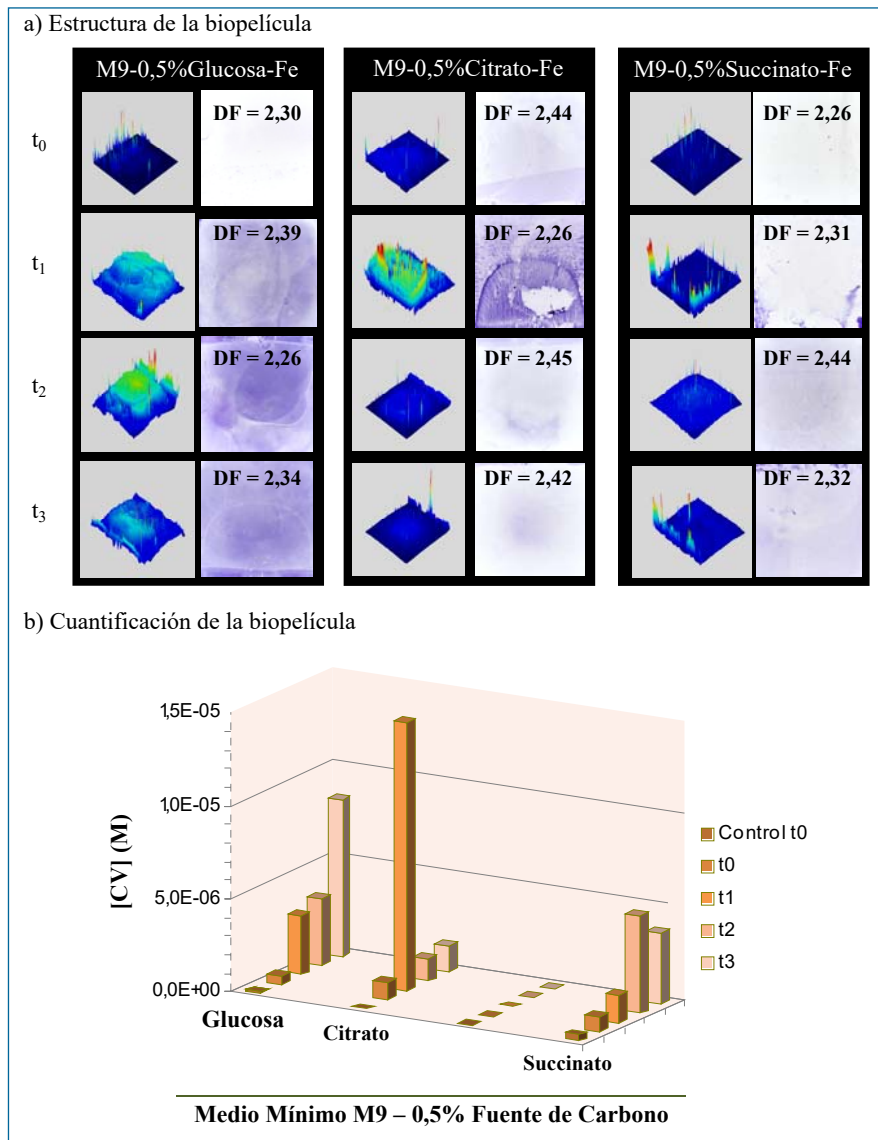 a) Estructura de la biopelícula
M9-0,5%Glucosa-Fe
M9-0,5%Citrato-Fe
M9-0,5%Succinato-Fe
t0
DF = 2,30
DF = 2,44
DF = 2,26
t1
DF = 2,39
DF = 2,26
DF = 2,31
t2
DF = 2,26
DF = 2,45
DF = 2,44
t3
DF = 2,34
DF = 2,42
DF = 2,32
b) Cuantificación de la biopelícula
[CV] (M)
1,5E-05
1,0E-05
5,0E-06
0,0E+00
Glucosa
Citrato
Succinato
Control t0
t0
t1
t2
t3
Medio Mínimo M9 – 0,5% Fuente de Carbono